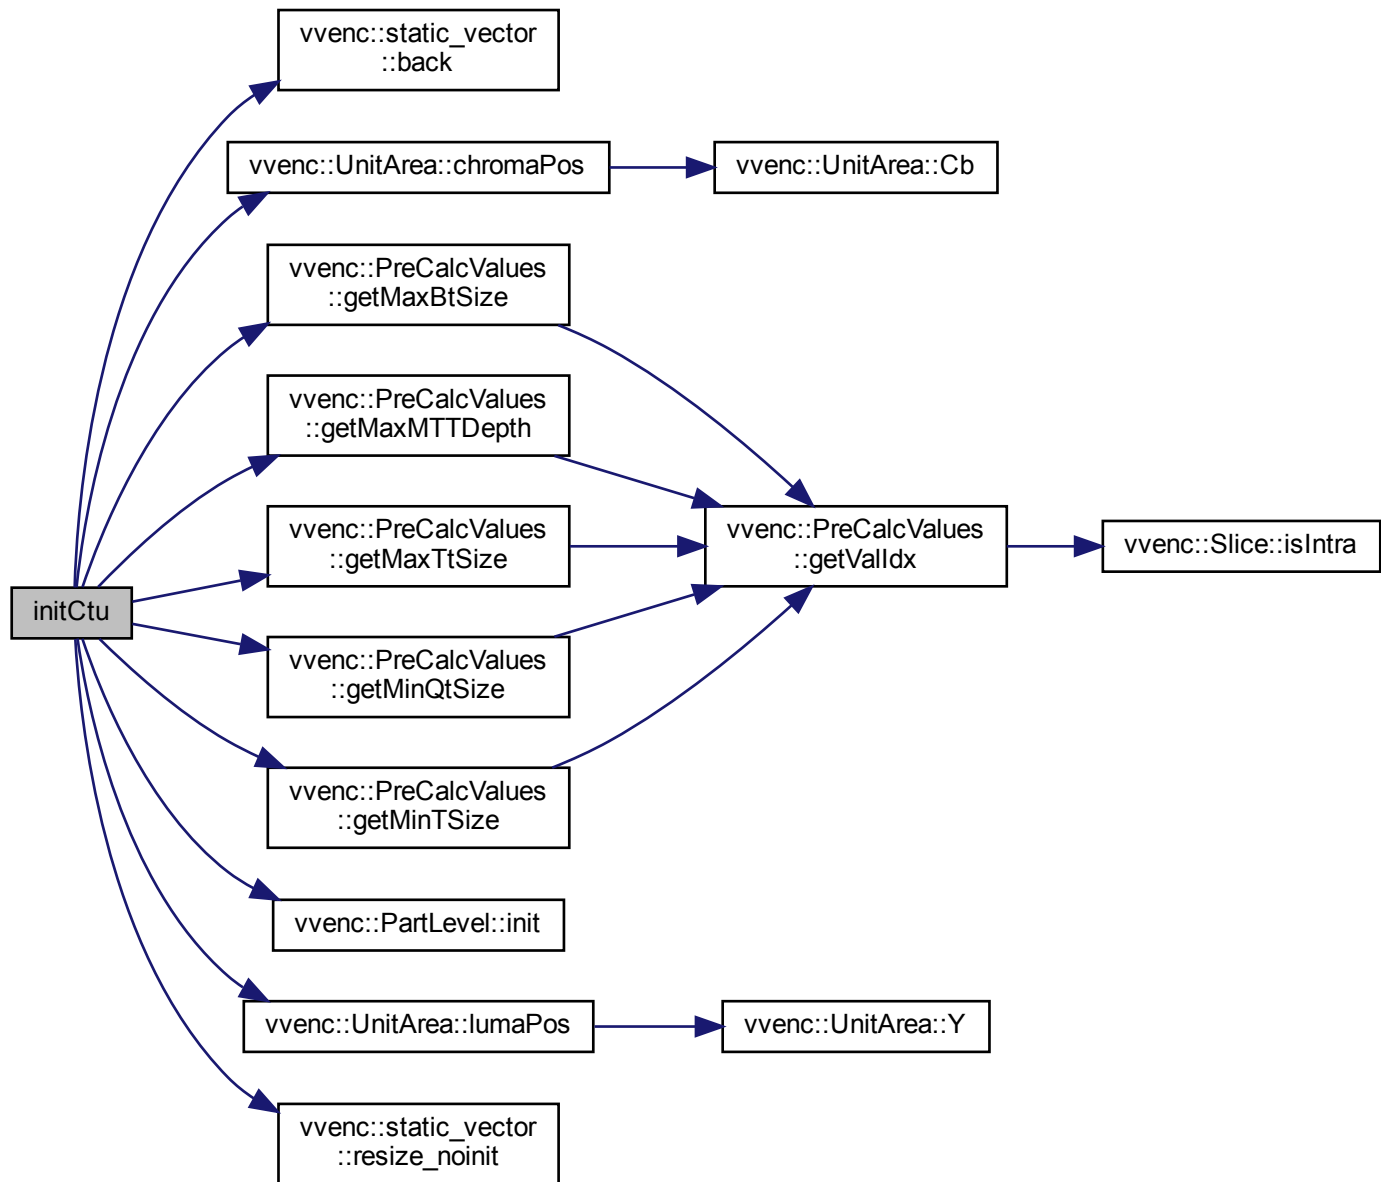 vvenc::static_vector
::back
vvenc::UnitArea::chromaPos
vvenc::UnitArea::Cb
vvenc::PreCalcValues
::getMaxBtSize
vvenc::PreCalcValues
::getMaxMTTDepth
vvenc::PreCalcValues
::getMaxTtSize
vvenc::PreCalcValues
::getValIdx
vvenc::Slice::isIntra
initCtu
vvenc::PreCalcValues
::getMinQtSize
vvenc::PreCalcValues
::getMinTSize
vvenc::PartLevel::init
vvenc::UnitArea::lumaPos
vvenc::UnitArea::Y
vvenc::static_vector
::resize_noinit